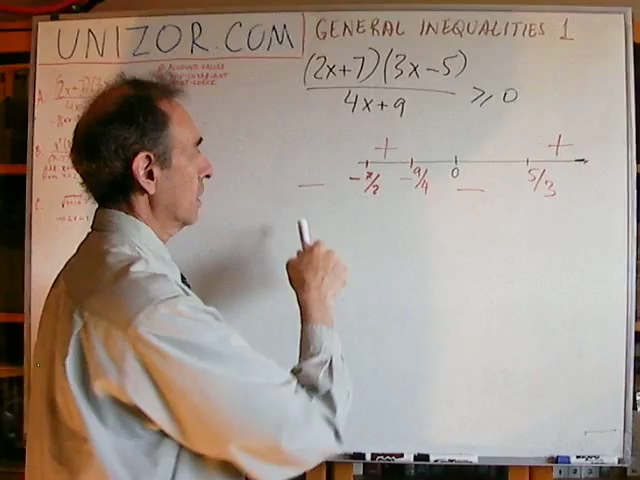 UNIZOR.COM
GENERAL INEQUALITIES 1
(2x+7)(3x-5)
4x+9
≥ 0
+ +
-7/2 -9/4 0 5/3
— —
A.
B.
C.